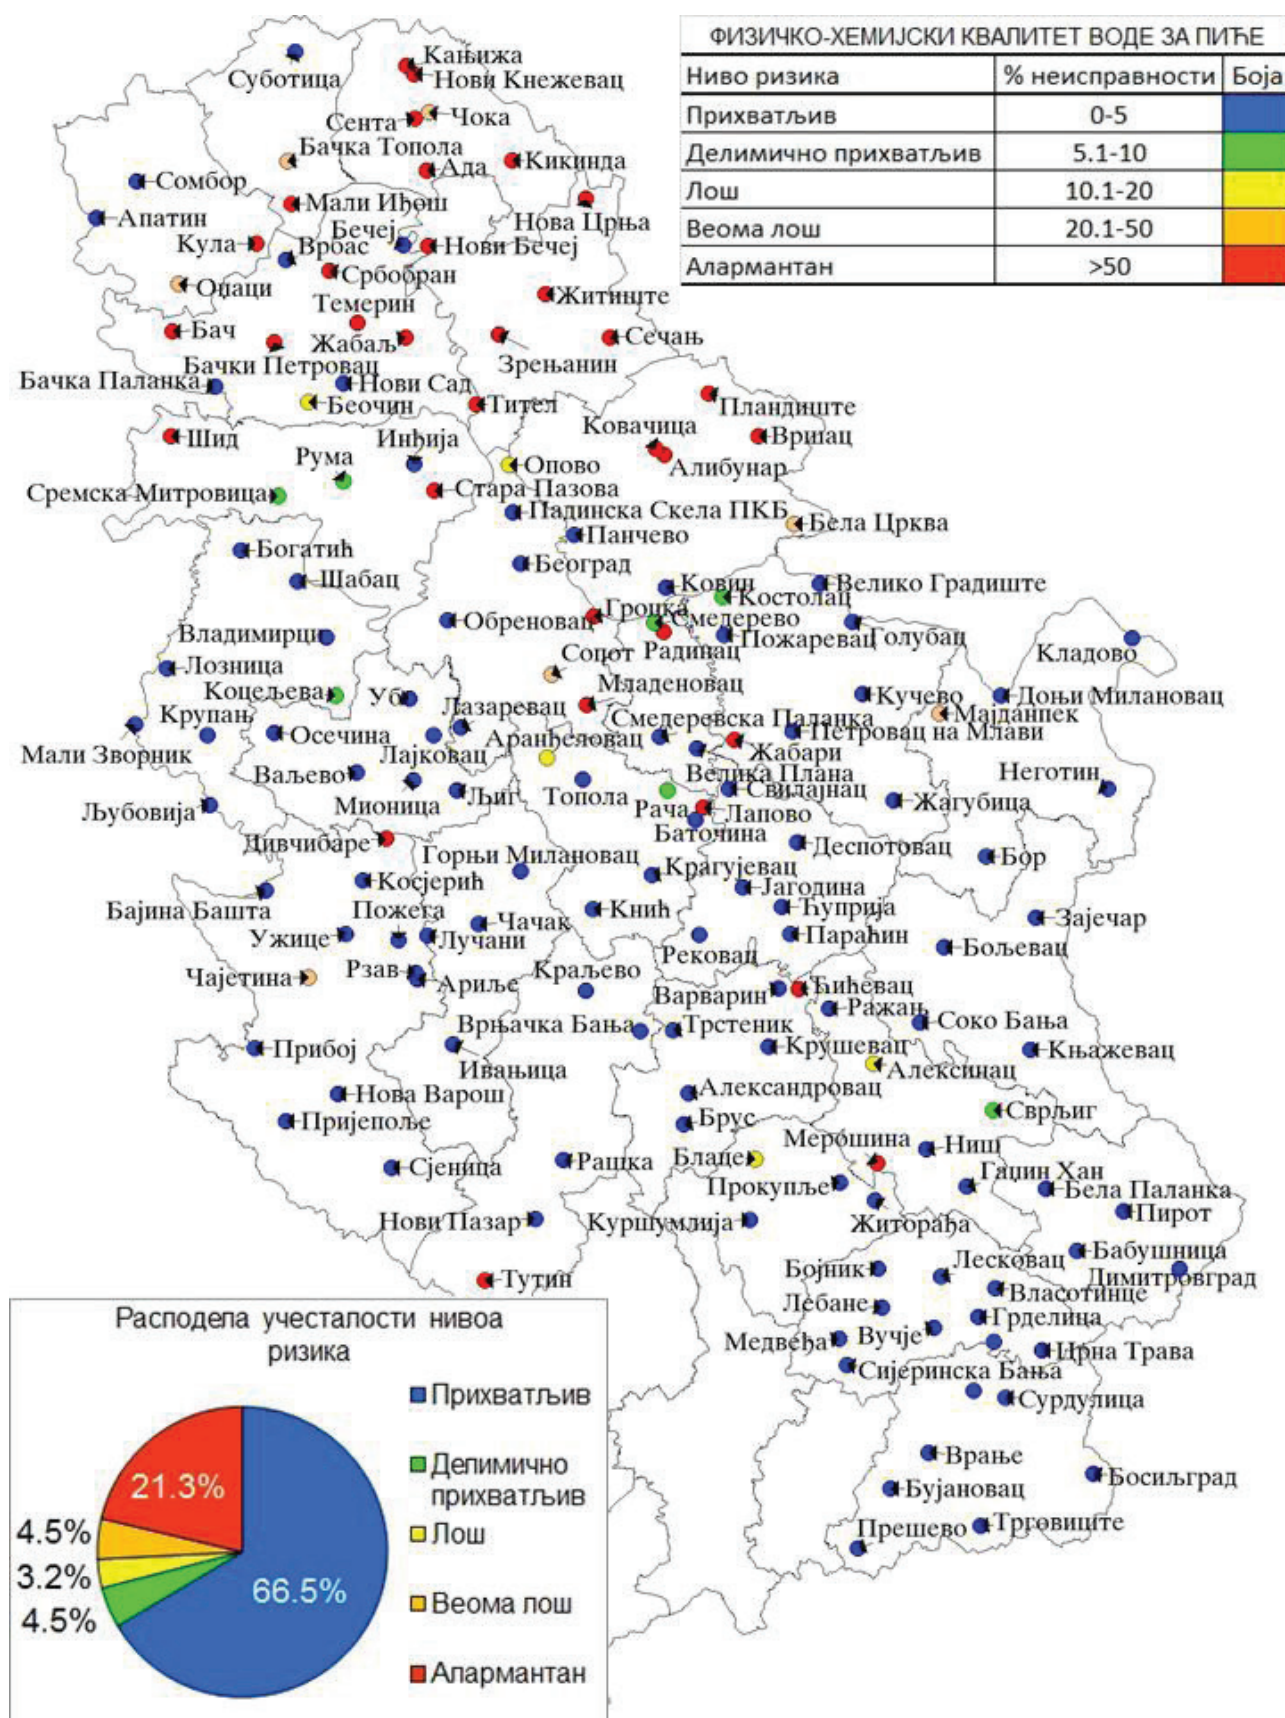 ФИЗИЧКО-ХЕМИЈСКИ КВАЛИТЕТ ВОДЕ ЗА ПИЋЕ
Ниво ризика % неисправности Боја
Прихватљив 0-5
Делимично прихватљив 5.1-10
Лош 10.1-20
Веома лош 20.1-50
Алармантан >50
Суботица
Кањижа
Нови Кнежевац
Чока
Сента
Бачка Топола
Ада
Кикинда
Сомбор
Мали Иђош
Нова Црња
Апатин
Бечеј
Кула
Врбас
Нови Бечеј
Србобран
Оџаци
Темерин
Житиште
Бач
Жабаљ
Зрењанин
Сечањ
Бачки Петровац
Бачка Паланка
Нови Сад
Беочин
Тител
Пландиште
Ковачица
Вршац
Шид
Инђија
Алибунар
Рума
Опово
Сремска Митровица
Стара Пазова
Падинска Скела ПКБ
Бела Црква
Панчево
Богатић
Београд
Шабац
Ковин
Велико Градиште
Костолац
Обреновац
Гроцка
Смедерево
Владимирци
Пожаревац
Голубац
Радинац
Кладово
Лозница
Сопот
Коцељева
Уб
Младеновац
Кучево
Доњи Милановац
Лазаревац
Мајданпек
Крупањ
Смедеревска Паланка
Осечина
Аранђеловац
Петровац на Млави
Мали Зворник
Лајковац
Жабари
Ваљево
Велика Плана
Неготин
Мионица
Љиг
Топола
Свилајнац
Жагубица
Љубовија
Рача
Лапово
Баточина
Дивчибаре
Деспотовац
Горњи Милановац
Бор
Косјерић
Крагујевац
Јагодина
Бајина Башта
Пожега
Кнић
Ћуприја
Чачак
Зајечар
Ужице
Лучани
Параћин
Рековац
Бољевац
Рзав
Краљево
Чајетина
Ариље
Варварин
Ћићевац
Ражањ
Врњачка Бања
Трстеник
Соко Бања
Прибој
Крушевац
Књажевац
Ивањица
Алексинац
Нова Варош
Александровац
Пријепоље
Брус
Сврљиг
Мерошина
Ниш
Рашка
Блаце
Сјеница
Гаџин Хан
Прокупље
Бела Паланка
Пирот
Нови Пазар
Куршумлија
Житорађа
Бабушница
Лесковац
Бојник
Димитровград
Тутин
Власотинце
Лебане
Грделица
Медвеђа
Вучје
Црна Трава
Сијеринска Бања
Сурдулица
Врање
Босиљград
Бујановац
Прешево
Трговиште
Расподела учесталости нивоа
ризика
Прихватљив
Делимично
прихватљив
Лош
Веома лош
Алармантан
21.3%
4.5%
3.2%
4.5%
66.5%